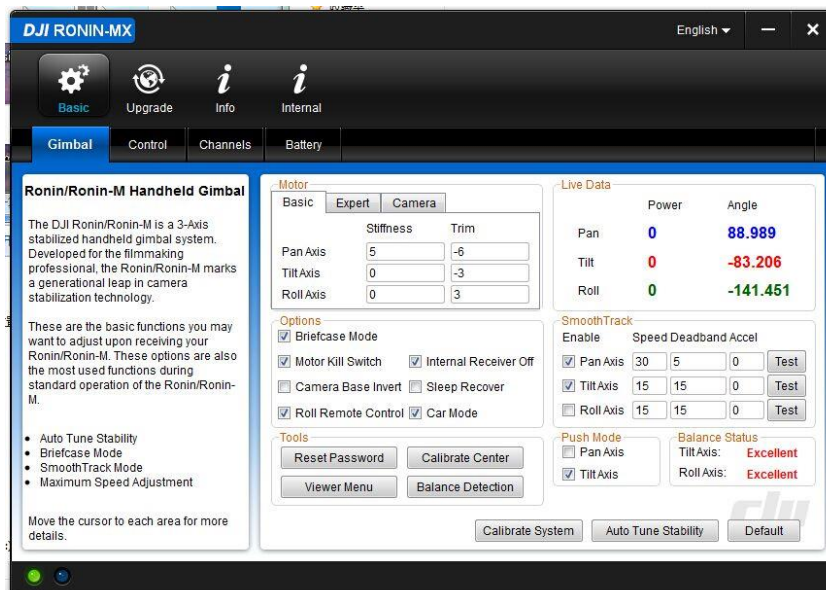 DJI RONIN-MX
English
Basic
Upgrade
Info
Internal
Gimbal
Control
Channels
Battery
Ronin/Ronin-M Handheld Gimbal
The DJI Ronin/Ronin-M is a 3-Axis
stabilized handheld gimbal system.
Developed for the filmmaking
professional, the Ronin/Ronin-M marks
a generational leap in camera
stabilization technology.
These are the basic functions you may
want to adjust upon receiving your
Ronin/Ronin-M. These options are also
the most used functions during
standard operation of the Ronin/Ronin-
M.
• Auto Tune Stability
• Briefcase Mode
• SmoothTrack Mode
• Maximum Speed Adjustment
Move the cursor to each area for more
details.
Motor
Basic Expert Camera
Stiffness Trim
Pan Axis 5 -6
Tilt Axis 0 -3
Roll Axis 0 3
Options
Briefcase Mode
Motor Kill Switch Internal Receiver Off
Camera Base Invert Sleep Recover
Roll Remote Control Car Mode
Tools
Reset Password Calibrate Center
Viewer Menu Balance Detection
Live Data
Power Angle
Pan 0 88.989
Tilt 0 -83.206
Roll 0 -141.451
SmoothTrack
Enable Speed Deadband Accel
Pan Axis 30 5 0 Test
Tilt Axis 15 15 0 Test
Roll Axis 15 15 0 Test
Push Mode
Pan Axis
Tilt Axis
Balance Status
Tilt Axis: Excellent
Roll Axis: Excellent
dji
Calibrate System Auto Tune Stability Default